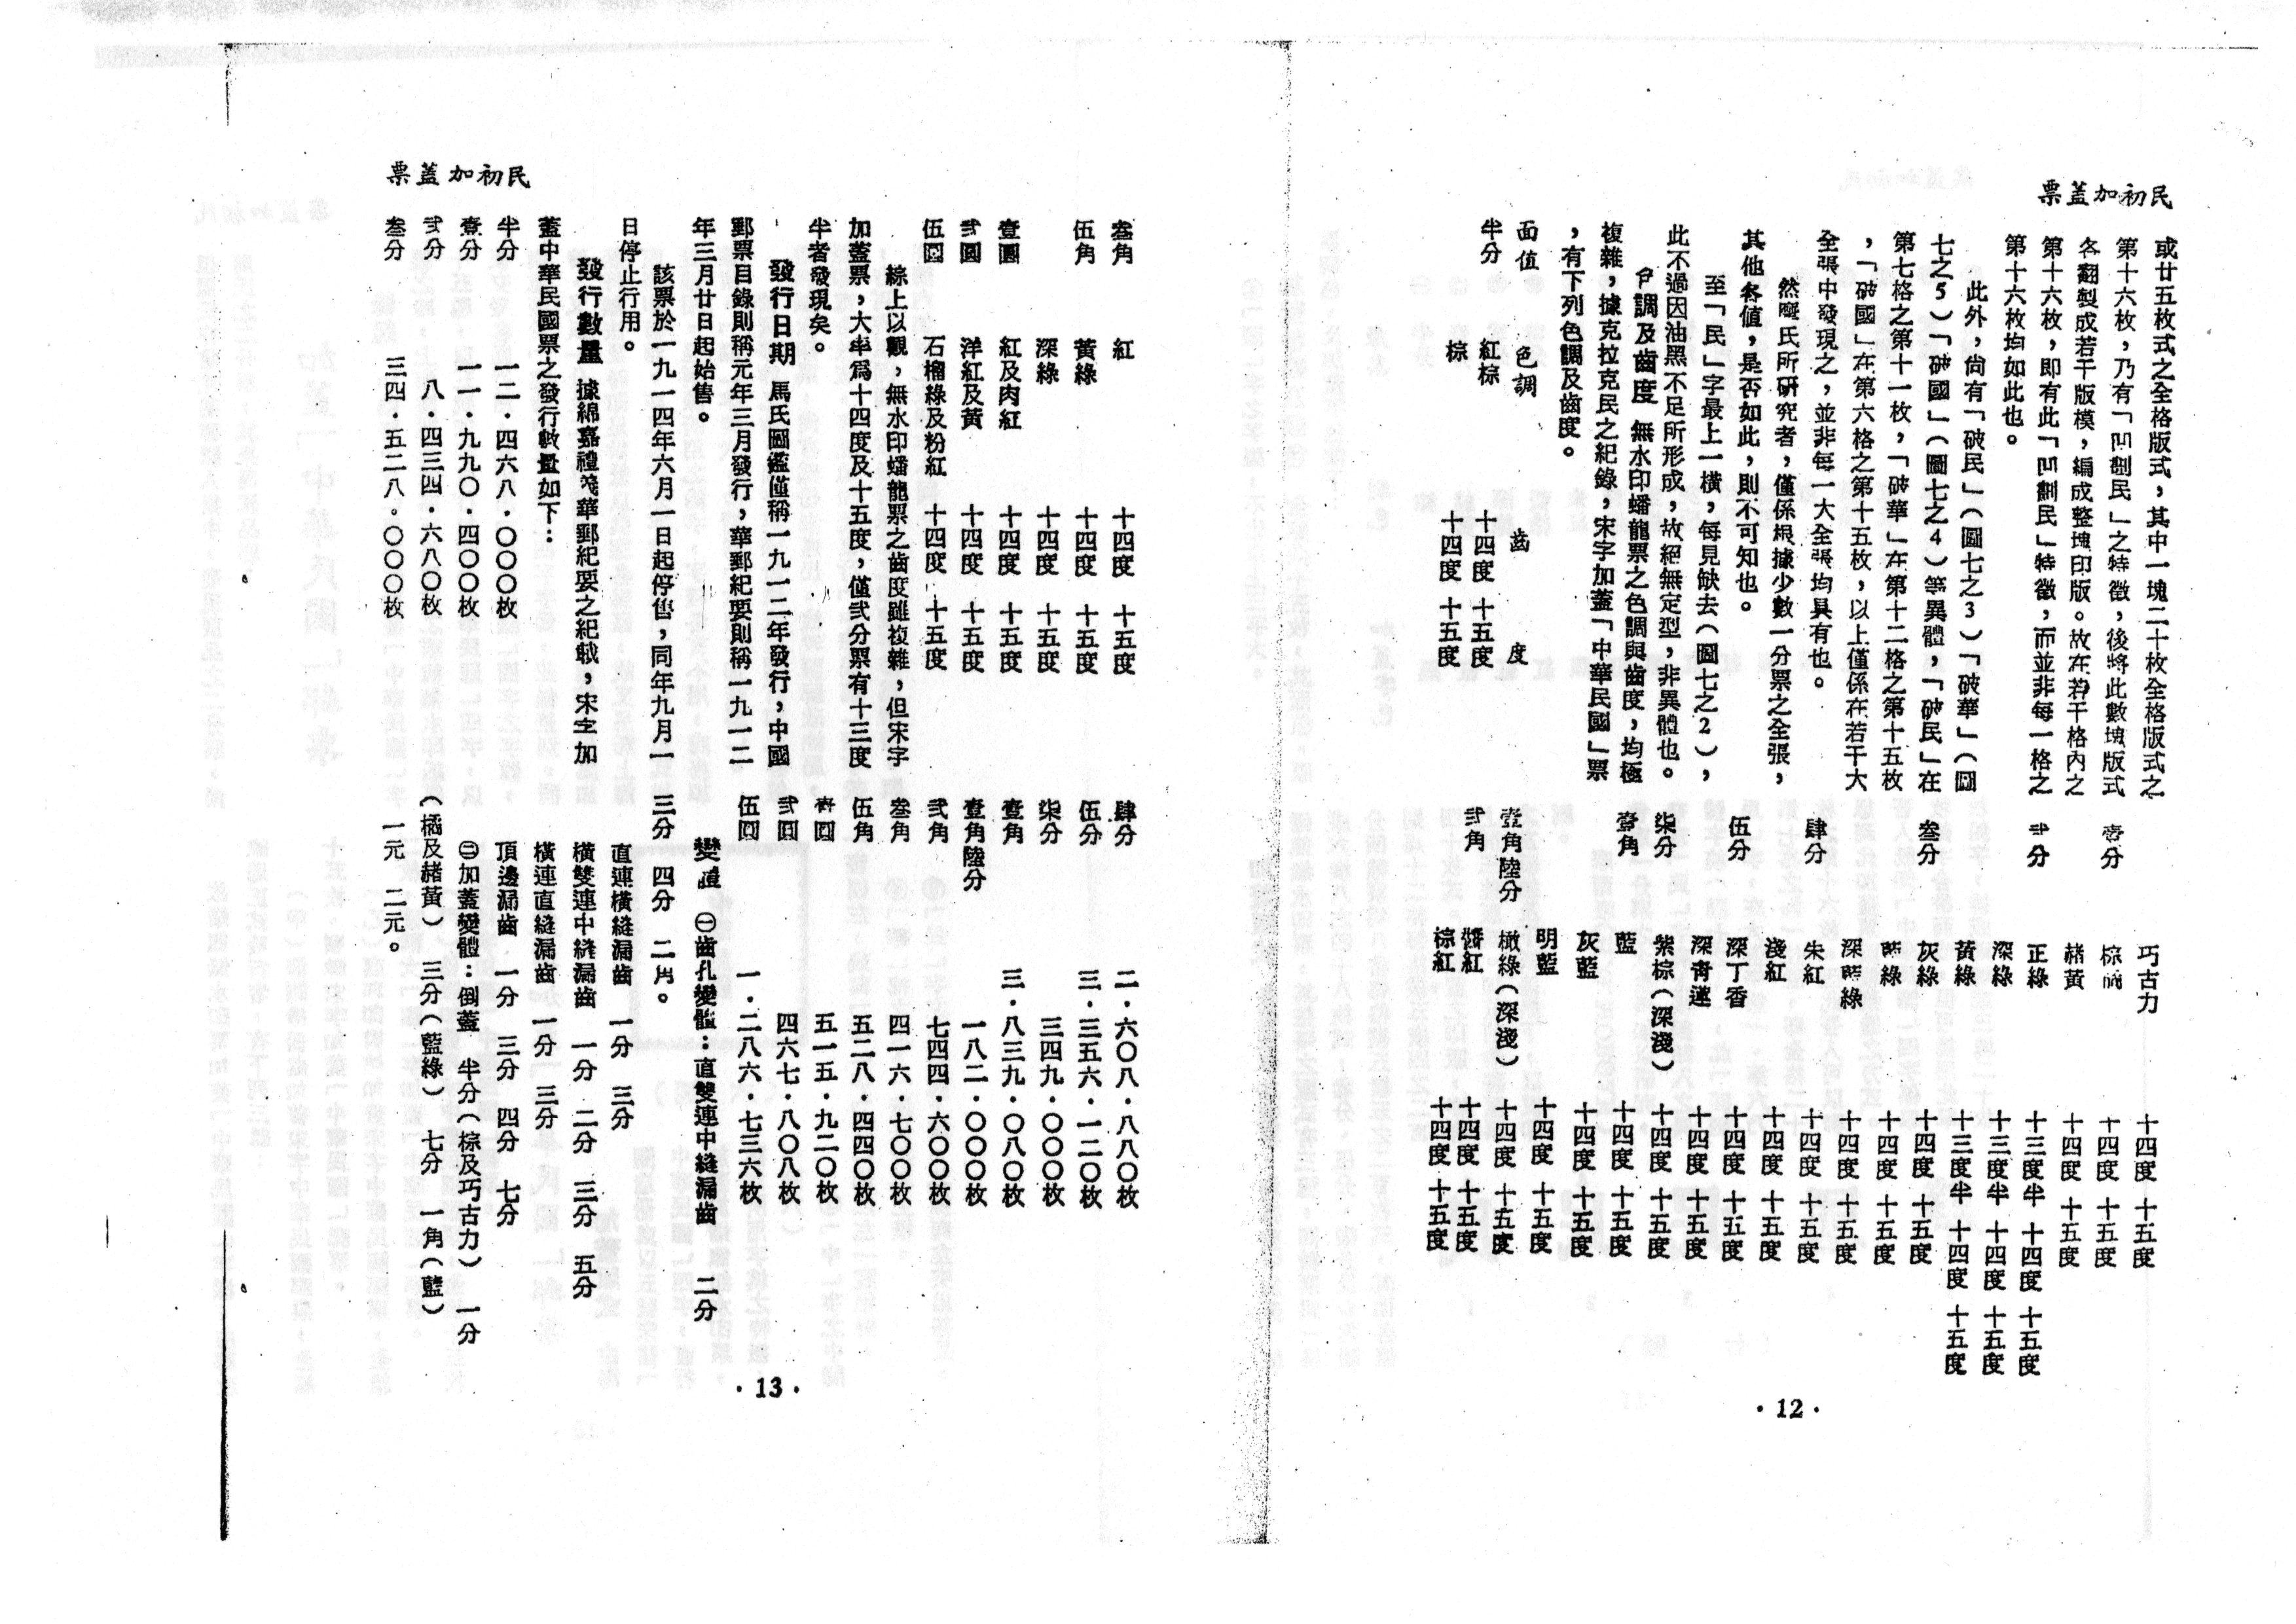 民初加蓋票
或廿五枚式之全格版式,其中一塊二十枚全格版式之
第十六枚,乃有「凹劃民」之特徵,後將此數塊版式
各翻製成若干版模,編成整塊印版。故在若干格內之
第十六枚,即有此「凹劃民」特徵,而並非每一格之
第十六枚均如此也。
此外,尙有「破民」(圖七之3)「破華」(圖
七之5)「破國」(圖七之4)等異體,「破民」在
第七格之第十一枚,「破華」在第十二格之第十五枚
,「破國」在第六格之第十五枚,以上僅係在若干大
全張中發現之,並非每一大全張均具有也。
然礙氏所研究者,僅係根據少數一分票之全張,
其他各值,是否如此,則不可知也。
至「民」字最上一橫,每見缺去(圖七之2),
此不過因油黑不足所形成,故絕無定型,非異體也。
色調及齒度 無水印蟠龍票之色調與齒度,均極
複雜,據克拉克民之紀錄,宋字加蓋「中華民國」票
,有下列色調及齒度。
面值 色調 齒 度
半分 紅棕 十四度 十五度
棕 十四度 十五度
巧古力 十四度 十五度
壹分 棕 十四度 十五度
赭黃 十四度 十五度
弍分 正綠 十三度半 十四度 十五度
深綠 十三度半 十四度 十五度
黃綠 十三度半 十四度 十五度
叁分 灰綠 十四度 十五度
藍綠 十四度 十五度
深藍綠 十四度 十五度
肆分 朱紅 十四度 十五度
淺紅 十四度 十五度
伍分 深丁香 十四度 十五度
深青蓮 十四度 十五度
柒分 紫棕(深淺) 十四度 十五度
壹角 藍 十四度 十五度
灰藍 十四度 十五度
明藍 十四度 十五度
壹角陸分 橄綠(深淺) 十四度 十五度
弍角 醬紅 十四度 十五度
棕紅 十四度 十五度
·12·
民初加蓋票
叁角 紅 十四度 十五度
伍角 黃綠 十四度 十五度
深綠 十四度 十五度
壹圓 紅及肉紅 十四度 十五度
弍圓 洋紅及黃 十四度 十五度
伍圓 石榴綠及粉紅 十四度 十五度
綜上以觀,無水印蟠龍票之齒度雖複雜,但宋字
加蓋票,大率爲十四度及十五度,僅弍分票有十三度
半者發現矣。
發行日期 馬氏圖鑑僅稱一九一二年發行,中國
郵票目錄則稱元年三月發行,華郵紀要則稱一九一二
年三月廿日起始售。
該票於一九一四年六月一日起停售,同年九月一
日停止行用。
發行數量 據綿嘉禮氏華郵紀要之紀載,宋字加
蓋中華民國票之發行數量如下:
半分 一二·四六八·〇〇〇枚
壹分 一一·九九〇·四〇〇枚
弍分 八·四三四·六八〇枚
叁分 三四·五二八。〇〇〇枚
肆分 二·六〇八·八八〇枚
伍分 三·三五六·一二〇枚
柒分 三四九·〇〇〇枚
壹角 三·八三九·〇八〇枚
壹角陸分 一八二·〇〇〇枚
弍角 七四四·六〇〇枚
叁角 四一六·七〇〇枚
伍角 五二八·四四〇枚
壹圓 五一五·九二〇枚
弍圓 四六七·八〇八枚
伍圓 一·二八六·七三六枚
變體 ㊀齒孔變體:直雙連中縫漏齒 二分
三分 四分 二角。
直連橫縫漏齒 一分 三分
橫雙連中縫漏齒 一分 二分 三分 五分
橫連直縫漏齒 一分 三分
頂邊漏齒 一分 三分 四分 七分
㊁加蓋變體:倒蓋 半分(棕及巧古力) 一分
(橘及赭黃) 三分(藍綠) 七分 一角(藍)
一元 二元。
·13·